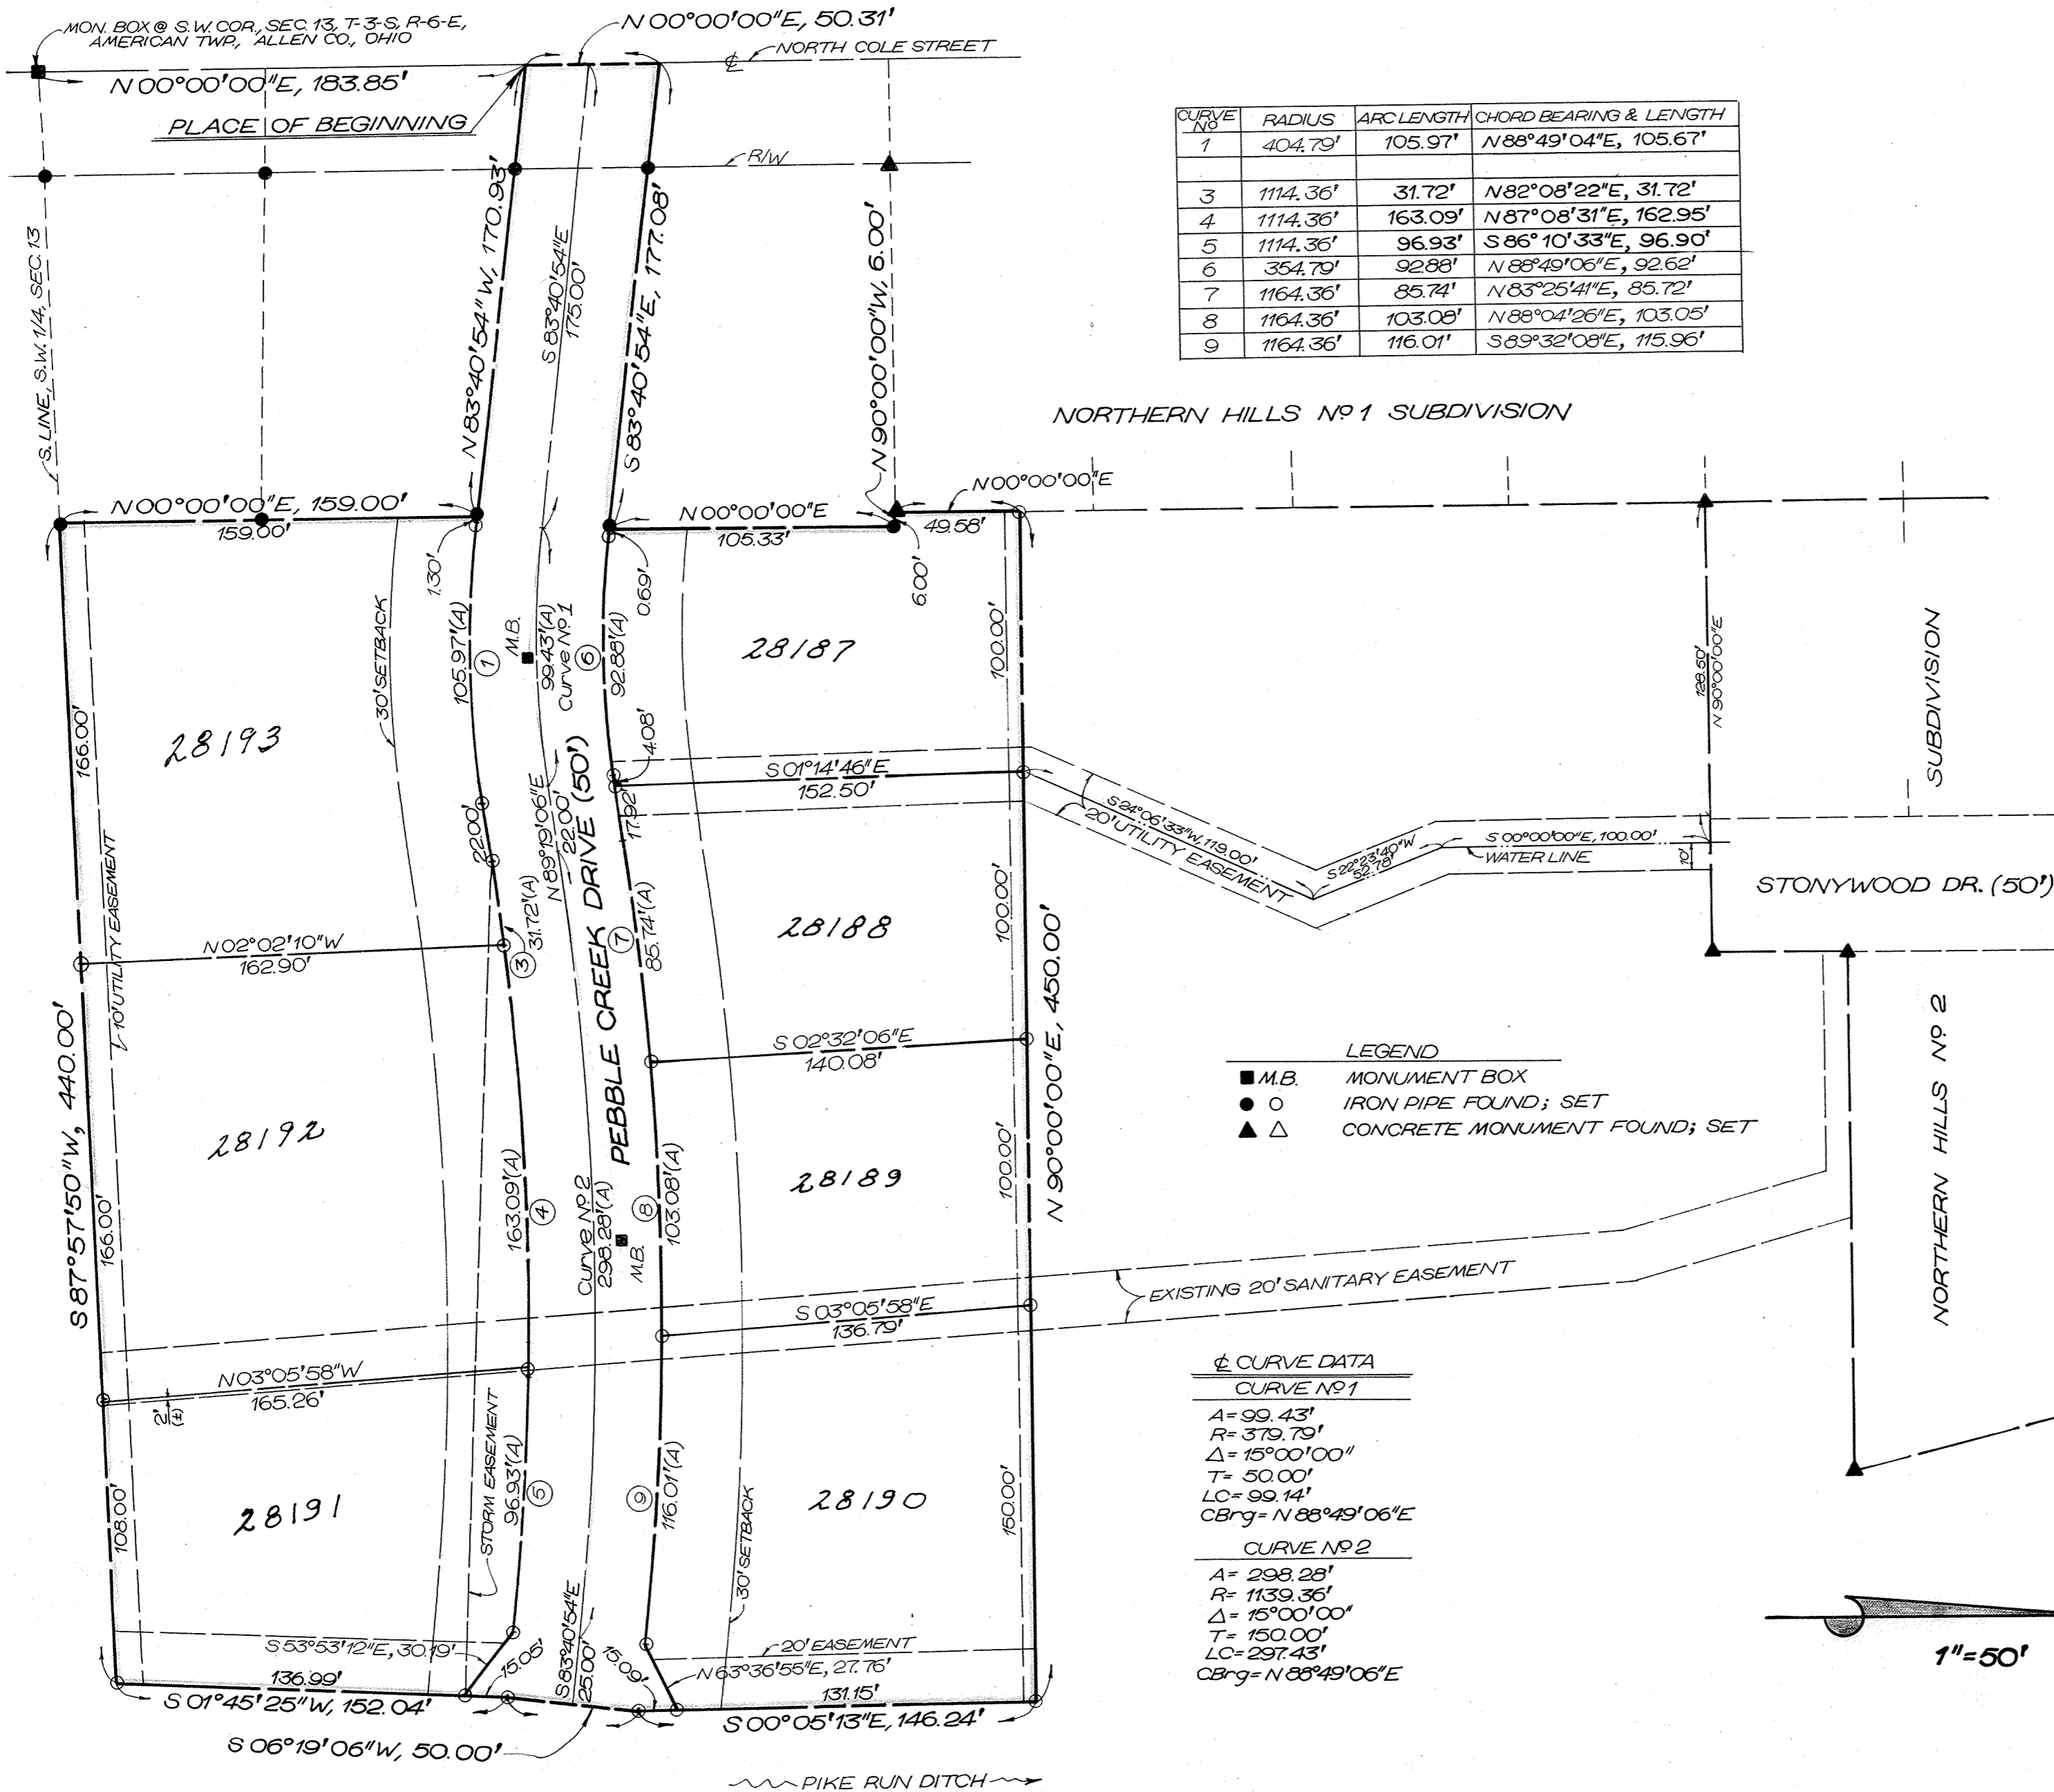 MON. BOX @ S.W. COR., SEC. 13, T-3-S, R-6-E,
AMERICAN TWP., ALLEN CO., OHIO
N 00°00'00"E, 50.31'
℄ NORTH COLE STREET
N 00°00'00"E, 183.85'
PLACE OF BEGINNING
R/W
S. LINE, S.W. 1/4, SEC. 13
N 83°40'54" W, 170.93'
S 83°40'54"E
175.00'
S 83°40'54"E, 177.08'
N 90°00'00"W, 6.00'
CURVE Nº RADIUS ARC LENGTH CHORD BEARING & LENGTH
1 404.79' 105.97' N88°49'04"E, 105.67'
3 1114.36' 31.72' N82°08'22"E, 31.72'
4 1114.36' 163.09' N87°08'31"E, 162.95'
5 1114.36' 96.93' S86°10'33"E, 96.90'
6 354.79' 92.88' N88°49'06"E, 92.62'
7 1164.36' 85.74' N83°25'41"E, 85.72'
8 1164.36' 103.08' N88°04'26"E, 103.05'
9 1164.36' 116.01' S89°32'08"E, 115.96'
NORTHERN HILLS Nº 1 SUBDIVISION
N 00°00'00"E, 159.00'
159.00'
N 00°00'00"E
105.33'
N 00°00'00"E
49.58'
6.00'
1.30'
0.69'
30' SETBACK
105.97'(A)
1
M.B.
99.43'(A)
Curve Nº 1
6
92.88'(A)
28187
100.00'
28193
166.00'
4.08'
17.92'
22.00'
N 89°19'06"E
22.00'
S 01°14'46"E
152.50'
S 24°06'33"W, 119.00'
20' UTILITY EASEMENT
S 22°23'40"W
52.78'
S 00°00'00"E, 100.00'
WATER LINE
10'
128.50'
N 90°00'00"E
SUBDIVISION
STONYWOOD DR. (50')
10' UTILITY EASEMENT
N 02°02'10"W
162.90'
31.72'(A)
3
PEBBLE CREEK DRIVE (50')
7
85.74'(A)
28188
100.00'
S 02°32'06"E
140.08'
S 87°57'50"W, 440.00'
N 90°00'00"E, 450.00'
28192
166.00'
163.09'(A)
4
Curve Nº 2
298.28'(A)
M.B.
8
103.08'(A)
28189
100.00'
LEGEND
M.B. MONUMENT BOX
IRON PIPE FOUND; SET
CONCRETE MONUMENT FOUND; SET
NORTHERN HILLS Nº 2
EXISTING 20' SANITARY EASEMENT
S 03°05'58"E
136.79'
N 03°05'58"W
165.26'
2'
(±)
STORM EASEMENT
96.93'(A)
5
9
116.01'(A)
28191
108.00'
28190
150.00'
30' SETBACK
℄ CURVE DATA
CURVE Nº 1
A= 99.43'
R= 379.79'
Δ= 15°00'00"
T= 50.00'
LC= 99.14'
CBrg= N 88°49'06"E
CURVE Nº 2
A= 298.28'
R= 1139.36'
Δ= 15°00'00"
T= 150.00'
LC= 297.43'
CBrg= N 88°49'06"E
S 53°53'12"E, 30.19'
136.99'
S 01°45'25"W, 152.04'
15.05'
S 83°40'54"E
25.00'
15.09'
20' EASEMENT
N 63°36'55"E, 27.76'
131.15'
S 00°05'13"E, 146.24'
S 06°19'06"W, 50.00'
PIKE RUN DITCH
1"=50'